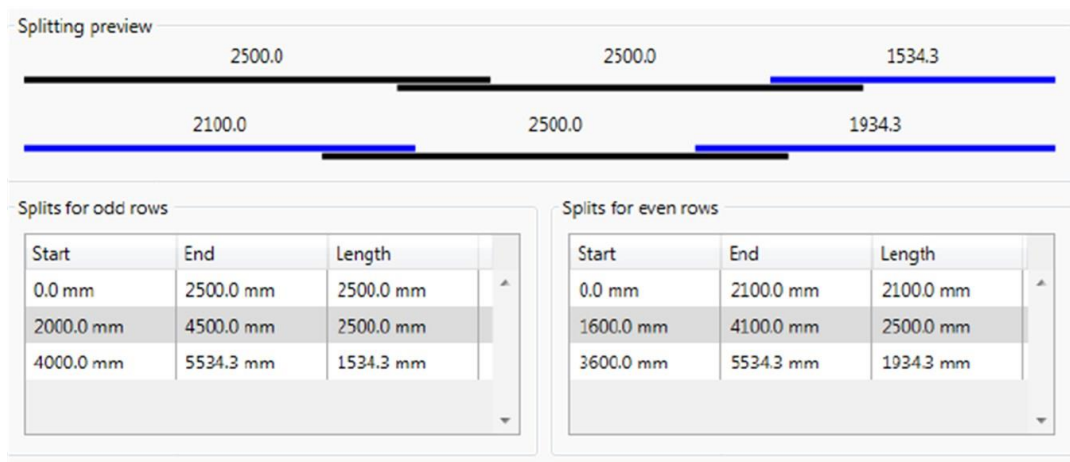 Splitting preview
2500.0 2500.0 1534.3
2100.0 2500.0 1934.3
Splits for odd rows
Start End Length
0.0 mm 2500.0 mm 2500.0 mm
2000.0 mm 4500.0 mm 2500.0 mm
4000.0 mm 5534.3 mm 1534.3 mm
Splits for even rows
Start End Length
0.0 mm 2100.0 mm 2100.0 mm
1600.0 mm 4100.0 mm 2500.0 mm
3600.0 mm 5534.3 mm 1934.3 mm